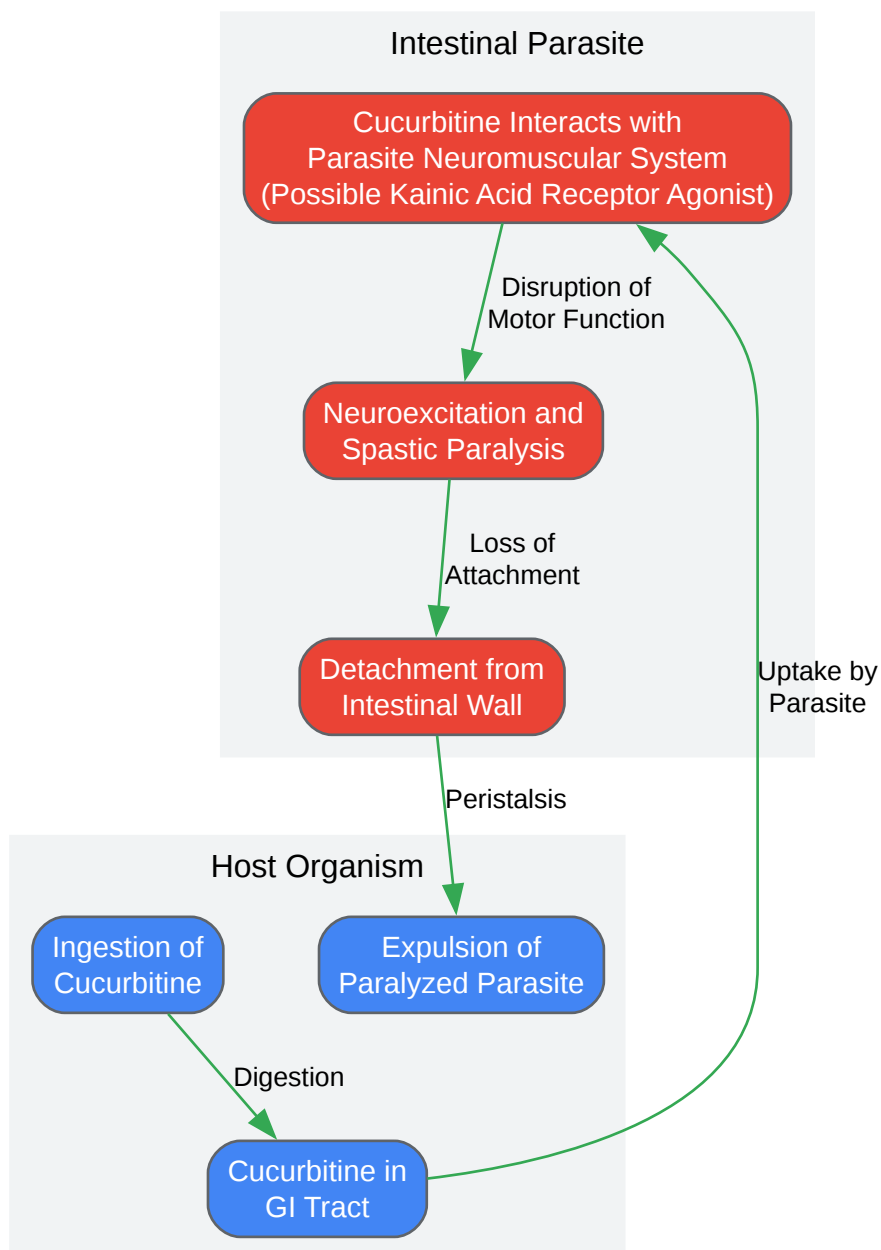 Intestinal Parasite
Cucurbitine Interacts with
Parasite Neuromuscular System
(Possible Kainic Acid Receptor Agonist)
Disruption of
Motor Function
Neuroexcitation and
Spastic Paralysis
Loss of
Attachment
Detachment from
Intestinal Wall
Uptake by
Parasite
Peristalsis
Host Organism
Ingestion of
Cucurbitine
Expulsion of
Paralyzed Parasite
Digestion
Cucurbitine in
GI Tract